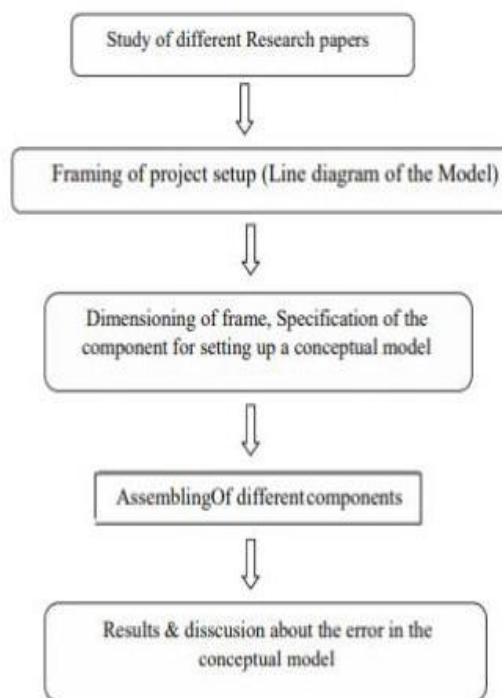 Study of different Research papers
Framing of project setup (Line diagram of the Model)
Dimensioning of frame, Specification of the
component for setting up a conceptual model
AssemblingOf differentcomponents
Results & disscusion about the error in the
conceptual model